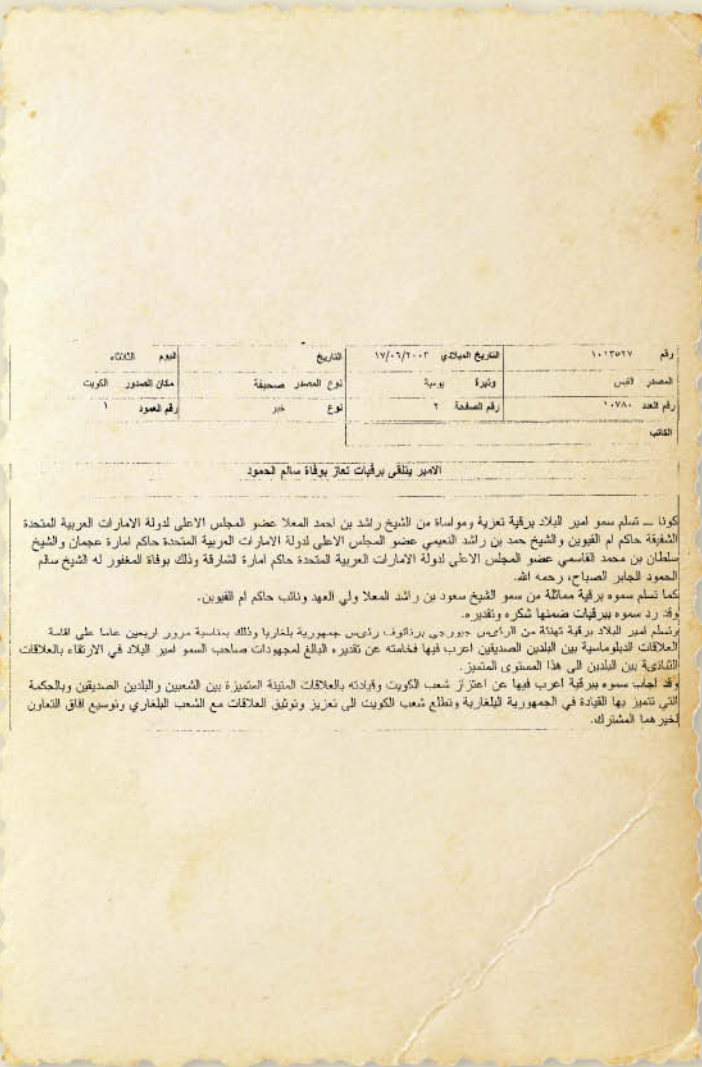 رقم ١٠١٣٥٢٧ التاريخ الميلادي ١٧/٠٦/٢٠٠٣ التاريخ اليوم الثلاثاء
المصدر القبس وتيرة يومية نوع المصدر صحيفة مكان الصدور الكويت
رقم العدد ١٠٧٨٠ رقم الصفحة ٢ نوع خبر رقم العمود ١
الكاتب
الامير يتلقى برقيات تعاز بوفاة سالم الحمود
كونا ــ تسلم سمو امير البلاد برقية تعزية ومواساة من الشيخ راشد بن احمد المعلا عضو المجلس الاعلى لدولة الامارات العربية المتحدة
الشقيقة حاكم ام القيوين والشيخ حمد بن راشد النعيمي عضو المجلس الاعلى لدولة الامارات العربية المتحدة حاكم امارة عجمان والشيخ
سلطان بن محمد القاسمي عضو المجلس الاعلى لدولة الامارات العربية المتحدة حاكم امارة الشارقة وذلك بوفاة المغفور له الشيخ سالم
الحمود الجابر الصباح، رحمه الله.
كما تسلم سموه برقية مماثلة من سمو الشيخ سعود بن راشد المعلا ولي العهد ونائب حاكم ام القيوين.
وقد رد سموه ببرقيات ضمنها شكره وتقديره.
وتسلم امير البلاد برقية تهنئة من الرئيس جيورجي برناتوف رئيس جمهورية بلغاريا وذلك بمناسبة مرور اربعين عاما على اقامة
العلاقات الدبلوماسية بين البلدين الصديقين اعرب فيها فخامته عن تقديره البالغ لمجهودات صاحب السمو امير البلاد في الارتقاء بالعلاقات
الثنائية بين البلدين الى هذا المستوى المتميز.
وقد اجاب سموه ببرقية اعرب فيها عن اعتزاز شعب الكويت وقيادته بالعلاقات المتينة المتميزة بين الشعبين والبلدين الصديقين وبالحكمة
التي تتميز بها القيادة في الجمهورية البلغارية وتطلع شعب الكويت الى تعزيز وتوثيق العلاقات مع الشعب البلغاري وتوسيع افاق التعاون
لخيرهما المشترك.